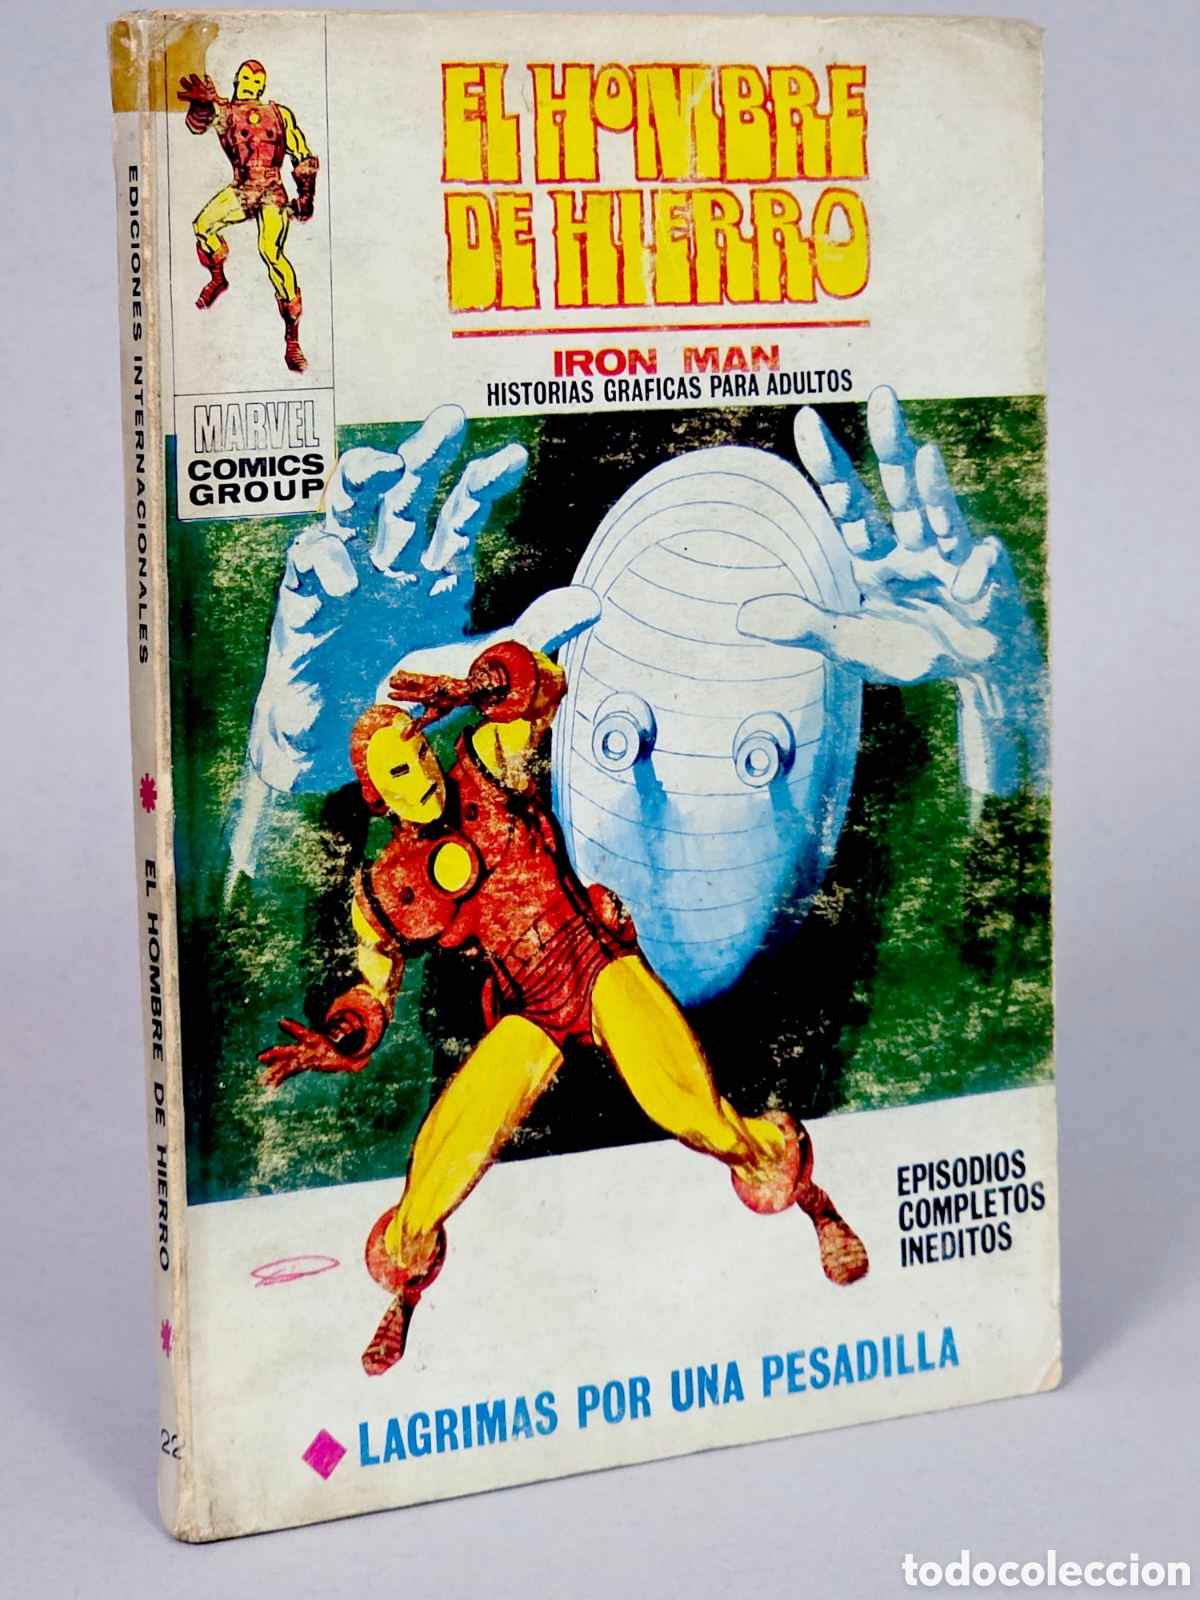 EL HOMBRE
DE HIERRO
IRON MAN
HISTORIAS GRAFICAS PARA ADULTOS
MARVEL
COMICS
GROUP
EDICIONES INTERNACIONALES * EL HOMBRE DE HIERRO * 22
EPISODIOS
COMPLETOS
INEDITOS
LAGRIMAS POR UNA PESADILLA
todocoleccion